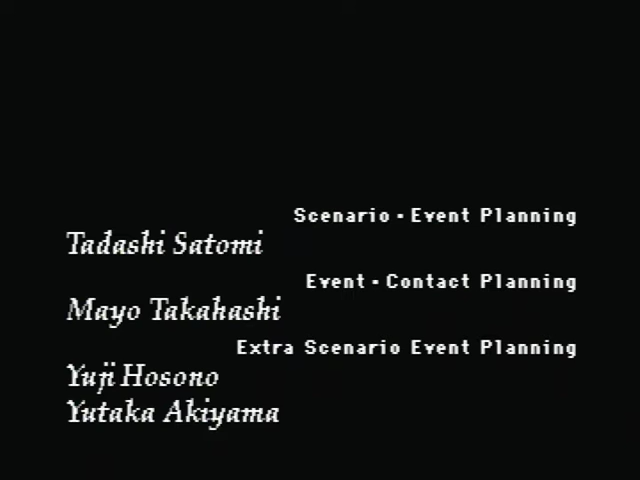 Scenario・Event Planning
Tadashi Satomi
Event・Contact Planning
Mayo Takahashi
Extra Scenario Event Planning
Yuji Hosono
Yutaka Akiyama